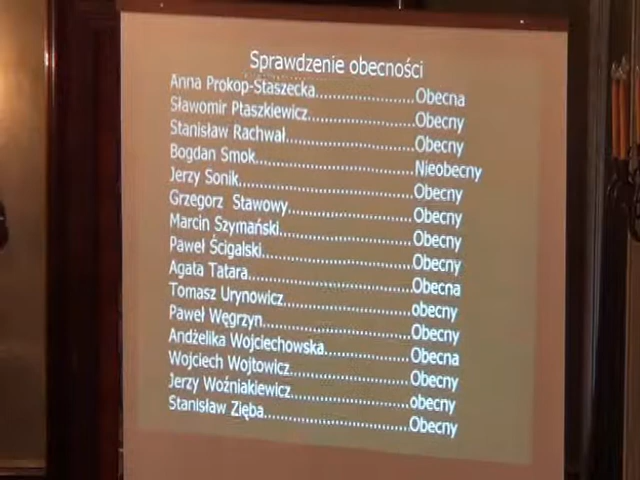 Sprawdzenie obecności
Anna Prokop-Staszecka........................Obecna
Sławomir Ptaszkiewicz........................Obecny
Stanisław Rachwał............................Obecny
Bogdan Smok..................................Nieobecny
Jerzy Sonik..................................Obecny
Grzegorz Stawowy.............................Obecny
Marcin Szymański.............................Obecny
Paweł Ścigalski..............................Obecny
Agata Tatara.................................Obecna
Tomasz Urynowicz.............................obecny
Paweł Węgrzyn................................Obecny
Andżelika Wojciechowska......................Obecna
Wojciech Wojtowicz...........................Obecny
Jerzy Woźniakiewicz..........................obecny
Stanisław Zięba..............................Obecny